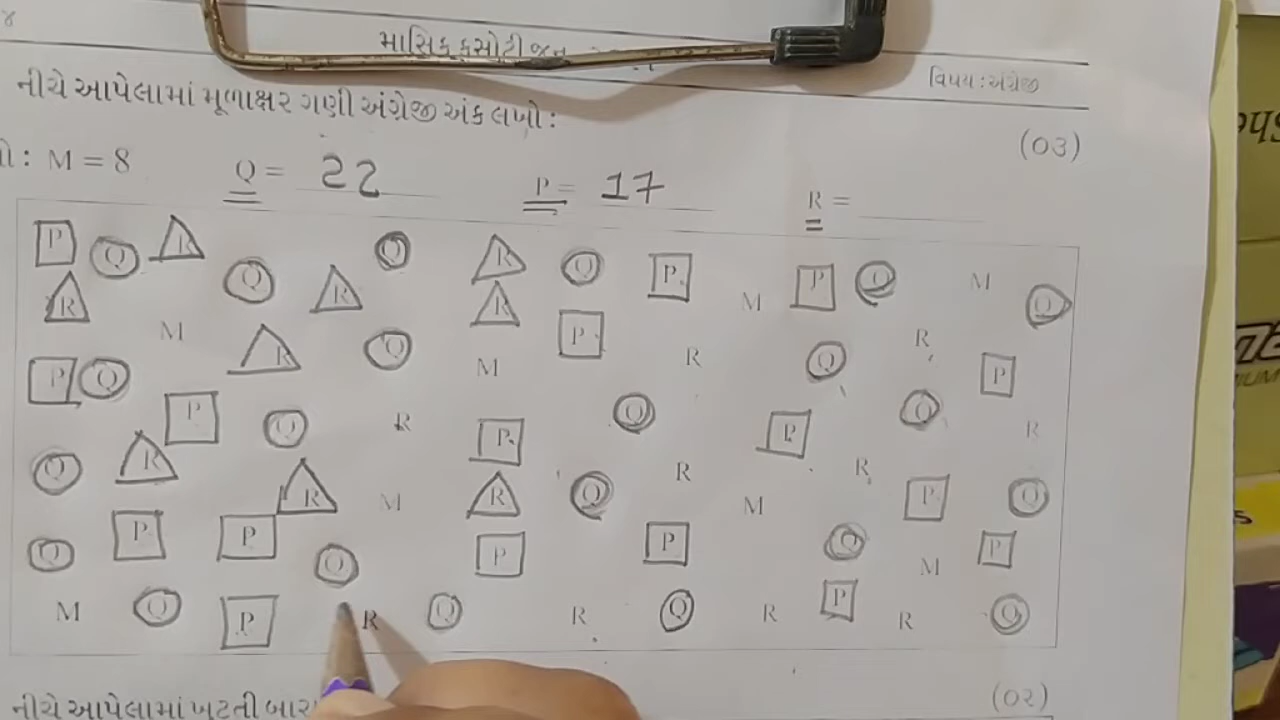 ૪
માસિક કસોટી જૂન
વિષય : અંગ્રેજી
નીચે આપેલામાં મૂળાક્ષર ગણી અંગ્રેજી અંક લખો :
(૦૩)
M = 8 Q = 22 P = 17 R =
P Q R Q R Q P M P Q M Q
R M R Q R M P R Q R P
P Q P Q R P Q P Q R
Q R R M R Q R M R P Q
Q P P Q P P Q M P
M Q P R Q R Q R P R Q
નીચે આપેલામાં ખૂટતી
(૦૨)